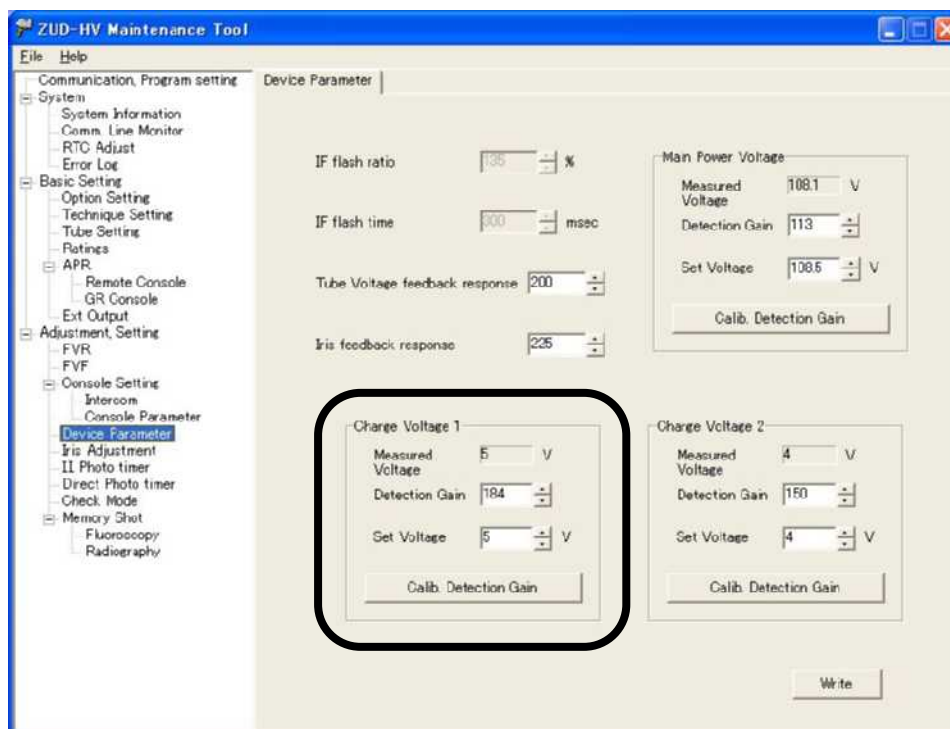 ZUD-HV Maintenance Tool
File Help
Communication, Program setting
System
System Information
Comm. Line Monitor
RTC Adjust
Error Log
Basic Setting
Option Setting
Technique Setting
Tube Setting
Ratings
APR
Remote Console
GR Console
Ext Output
Adjustment, Setting
FVR
FVF
Console Setting
Intercom
Console Parameter
Device Parameter
Iris Adjustment
II Photo timer
Direct Photo timer
Check Mode
Memory Shot
Fluoroscopy
Radiography
Device Parameter
IF flash ratio 135 %
IF flash time 300 msec
Tube Voltage feedback response 200
Iris feedback response 225
Main Power Voltage
Measured Voltage 108.1 V
Detection Gain 113
Set Voltage 108.5 V
Calib. Detection Gain
Charge Voltage 1
Measured Voltage 5 V
Detection Gain 184
Set Voltage 5 V
Calib. Detection Gain
Charge Voltage 2
Measured Voltage 4 V
Detection Gain 150
Set Voltage 4 V
Calib. Detection Gain
Write